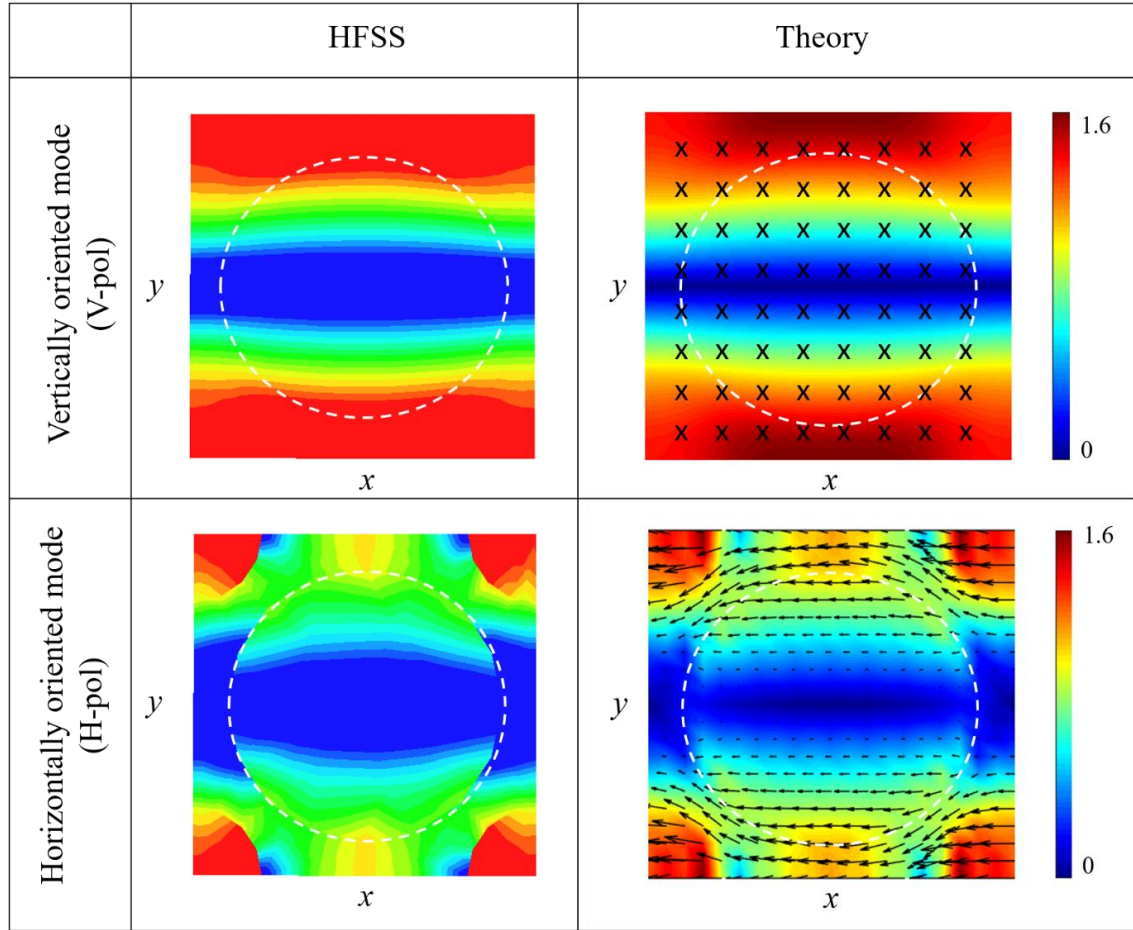 HFSS
Theory
Vertically oriented mode
(V-pol)
y
x
y
x x x x x x x x
x x x x x x x x
x x x x x x x x
x x x x x x x x
x x x x x x x x
x x x x x x x x
x x x x x x x x
x x x x x x x x
x
1.6
0
Horizontally oriented mode
(H-pol)
y
x
y
x
1.6
0